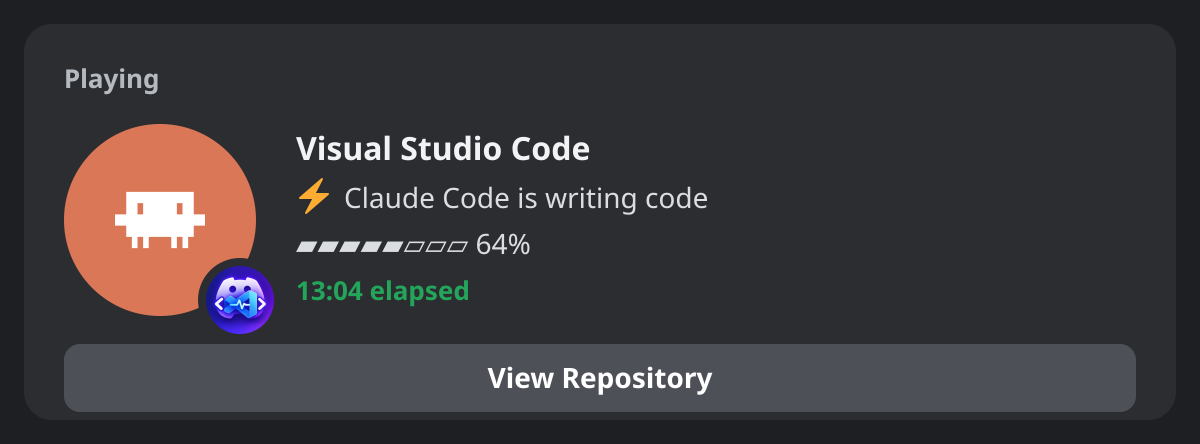 Playing
Visual Studio Code
⚡ Claude Code is writing code
▰▰▰▰▰▱▱▱ 64%
13:04 elapsed
View Repository